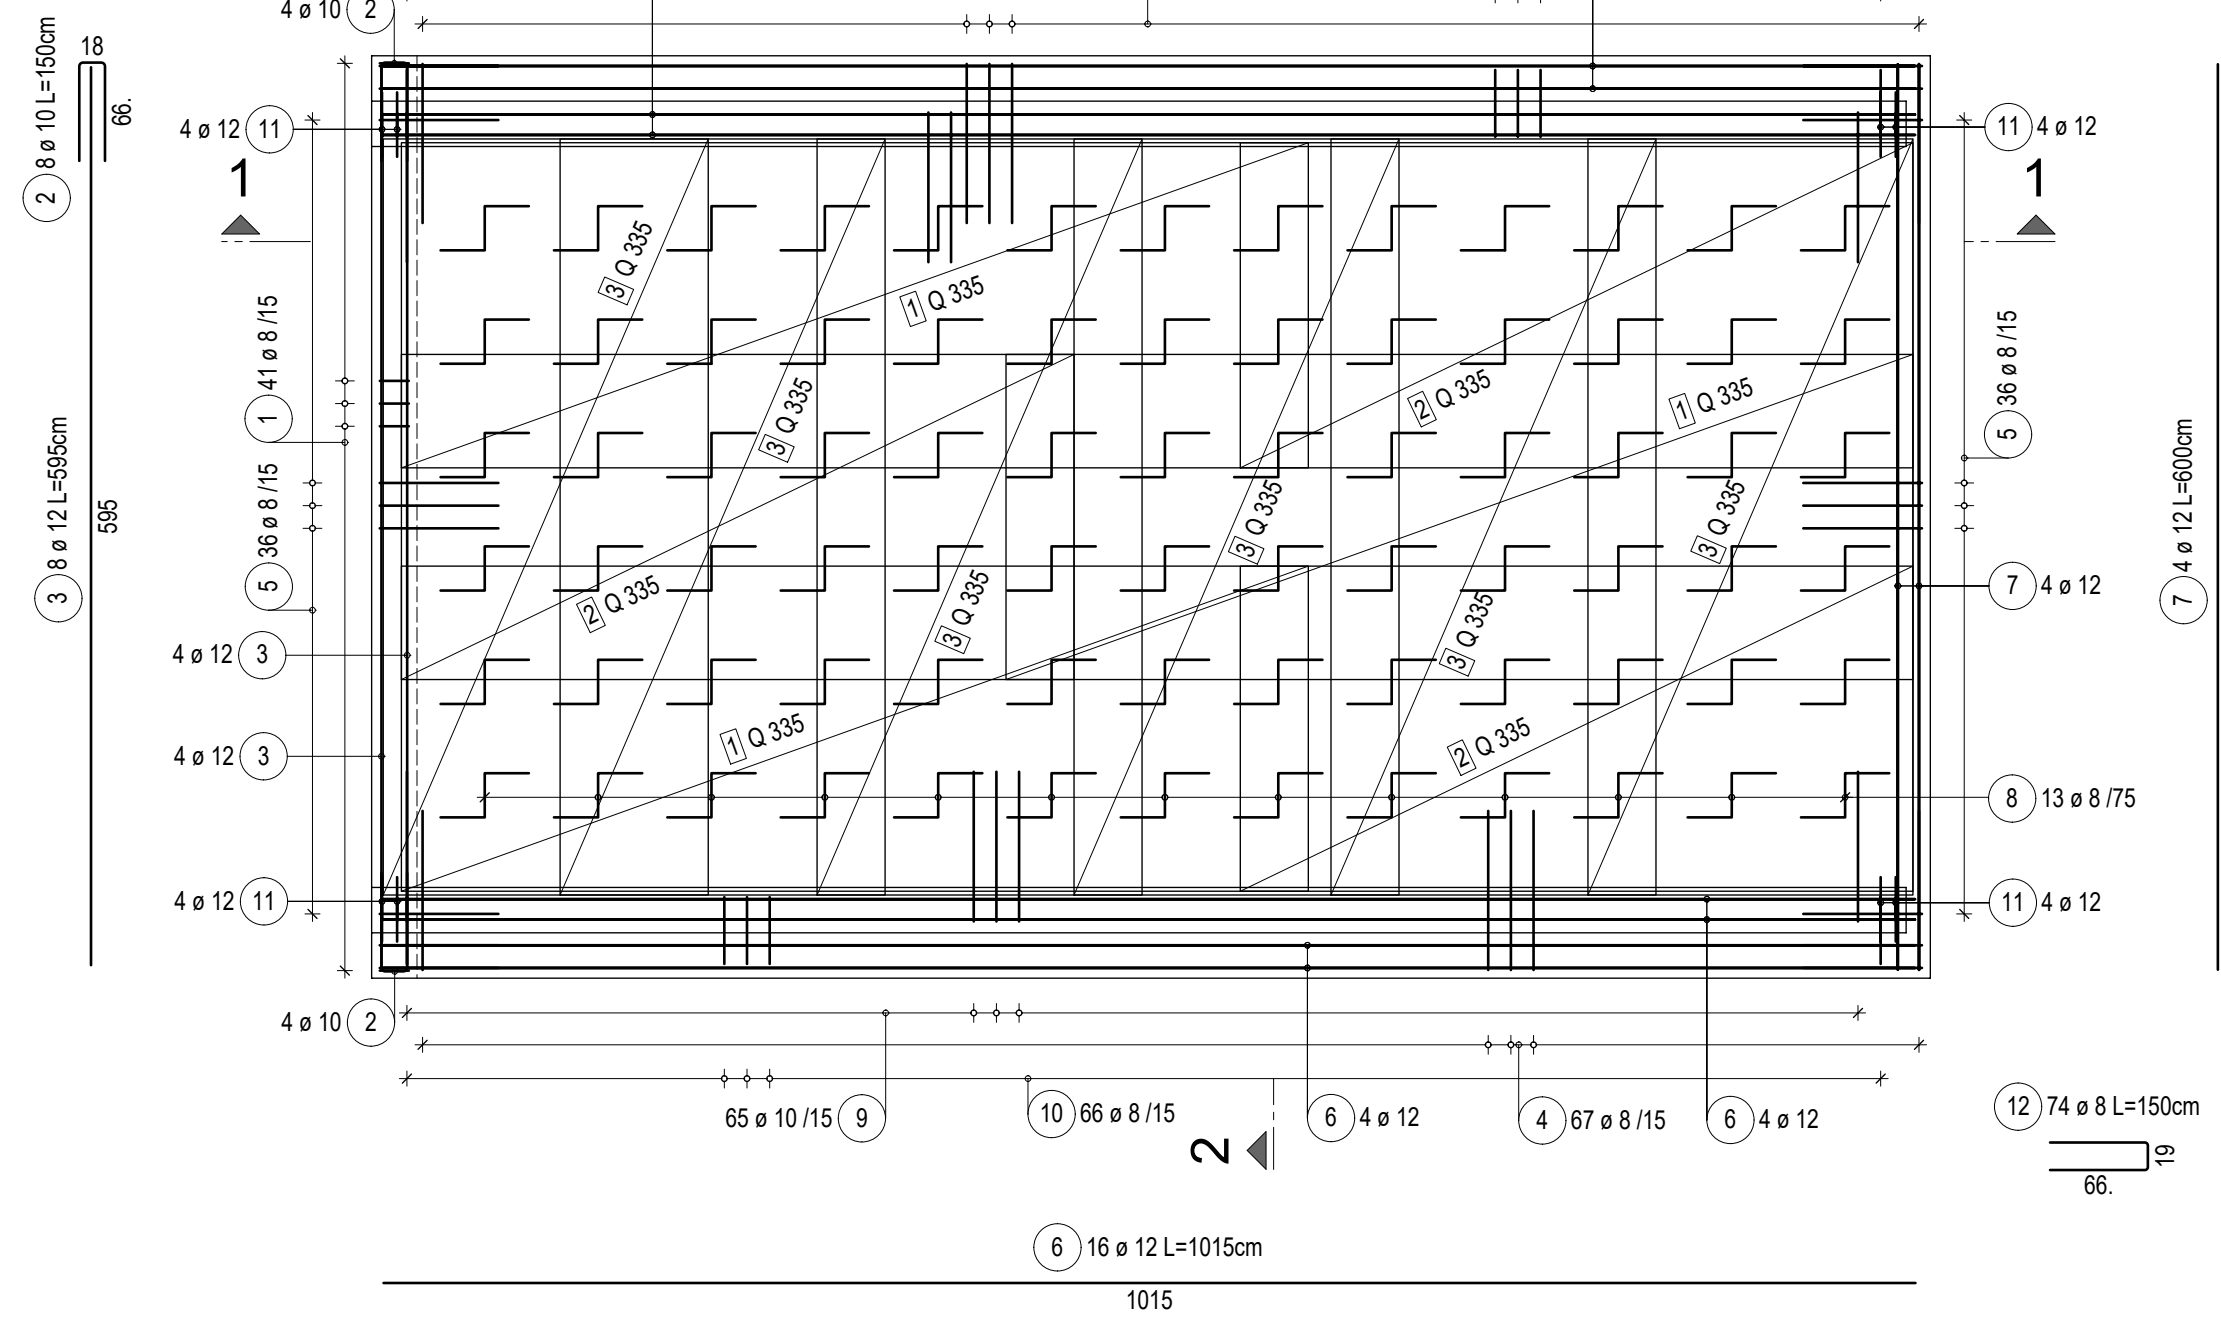 4 ø 10 2
18
66.
2 8 ø 10 L=150cm
4 ø 12 11
11 4 ø 12
1
1
3 Q 335
1 Q 335
1 41 ø 8 /15
5 36 ø 8 /15
2 Q 335
1 Q 335
3 Q 335
3 8 ø 12 L=595cm
595
5 36 ø 8 /15
3 Q 335
3 Q 335
7 4 ø 12 L=600cm
2 Q 335
3 Q 335
3 Q 335
7 4 ø 12
4 ø 12 3
1 Q 335
2 Q 335
4 ø 12 3
8 13 ø 8 /75
4 ø 12 11
11 4 ø 12
4 ø 10 2
65 ø 10 /15 9
10 66 ø 8 /15
6 4 ø 12
4 67 ø 8 /15
6 4 ø 12
2
12 74 ø 8 L=150cm
19
66.
6 16 ø 12 L=1015cm
1015